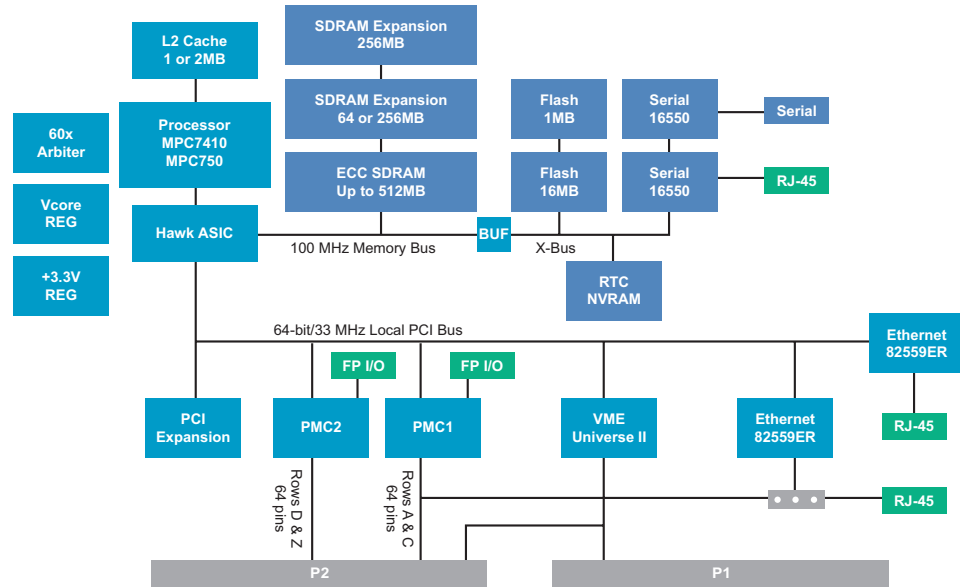 L2 Cache
1 or 2MB
SDRAM Expansion
256MB
60x
Arbiter
Processor
MPC7410
MPC750
SDRAM Expansion
64 or 256MB
Flash
1MB
Serial
16550
Serial
Vcore
REG
ECC SDRAM
Up to 512MB
Flash
16MB
Serial
16550
RJ-45
Hawk ASIC
BUF
100 MHz Memory Bus
X-Bus
+3.3V
REG
RTC
NVRAM
64-bit/33 MHz Local PCI Bus
Ethernet
82559ER
FP I/O
FP I/O
PCI
Expansion
PMC2
PMC1
VME
Universe II
Ethernet
82559ER
RJ-45
Rows D & Z
64 pins
Rows A & C
64 pins
RJ-45
P2
P1